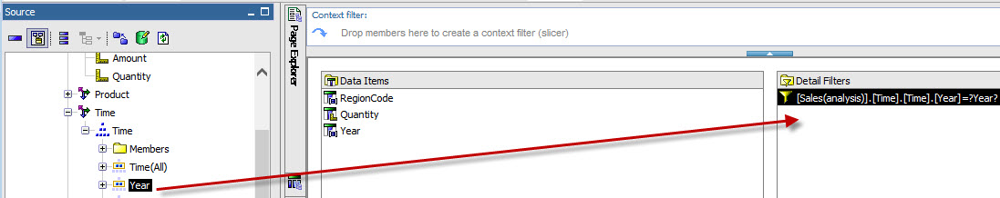 Source
Amount
Quantity
Product
Time
Time
Members
Time(All)
Year
Page Explorer
Context filter:
Drop members here to create a context filter (slicer)
Data Items
RegionCode
Quantity
Year
Detail Filters
[Sales(analysis)].[Time].[Time].[Year]=?Year?